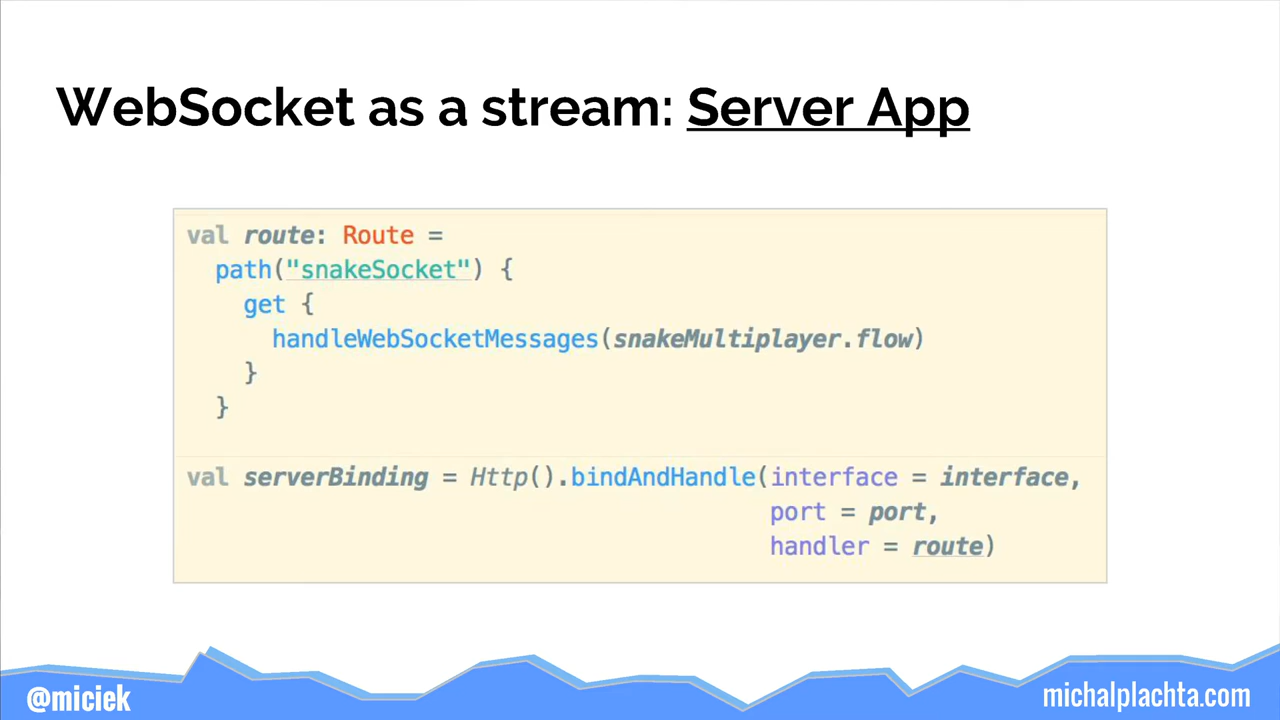 WebSocket as a stream: Server App
val route: Route =
path("snakeSocket") {
get {
handleWebSocketMessages(snakeMultiplayer.flow)
}
}
val serverBinding = Http().bindAndHandle(interface = interface,
port = port,
handler = route)
@miciek
michalplachta.com